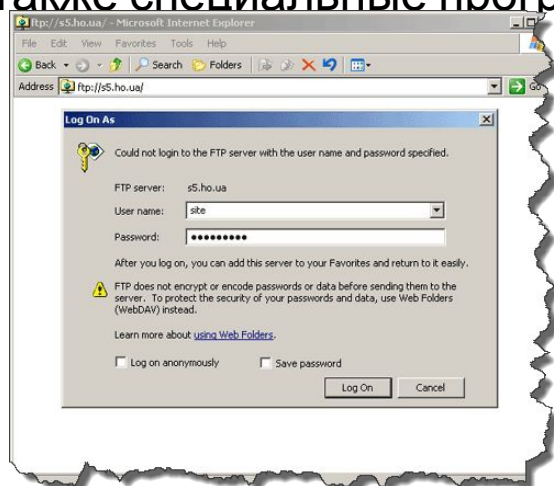 также специальные прогр
ftp://s5.ho.ua/ - Microsoft Internet Explorer
File Edit View Favorites Tools Help
Back Search Folders
Address ftp://s5.ho.ua/ Go
Log On As
Could not login to the FTP server with the user name and password specified.
FTP server: s5.ho.ua
User name: site
Password: •••••••••
After you log on, you can add this server to your Favorites and return to it easily.
FTP does not encrypt or encode passwords or data before sending them to the
server. To protect the security of your passwords and data, use Web Folders
(WebDAV) instead.
Learn more about using Web Folders.
Log on anonymously Save password
Log On Cancel